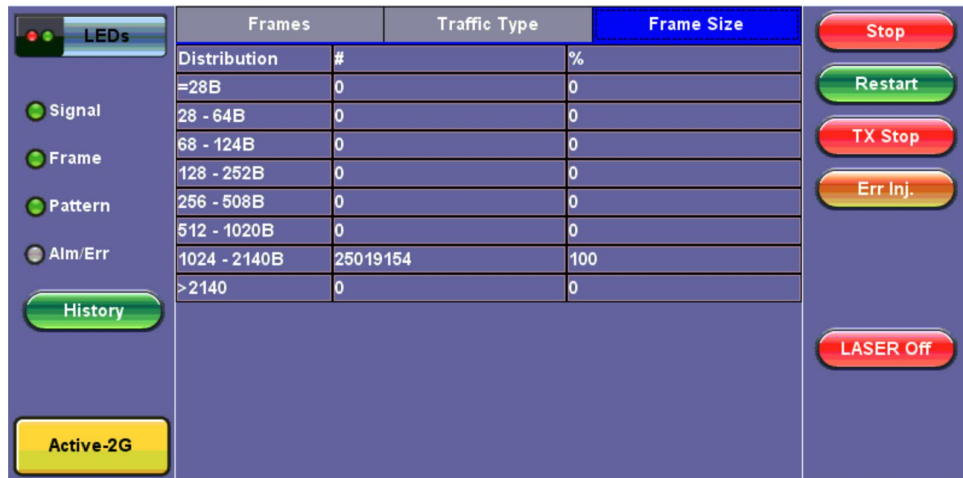 LEDs
Signal
Frame
Pattern
Alm/Err
History
Active-2G
Frames Traffic Type Frame Size
Distribution # %
=28B 0 0
28 - 64B 0 0
68 - 124B 0 0
128 - 252B 0 0
256 - 508B 0 0
512 - 1020B 0 0
1024 - 2140B 25019154 100
>2140 0 0
Stop
Restart
TX Stop
Err Inj.
LASER Off